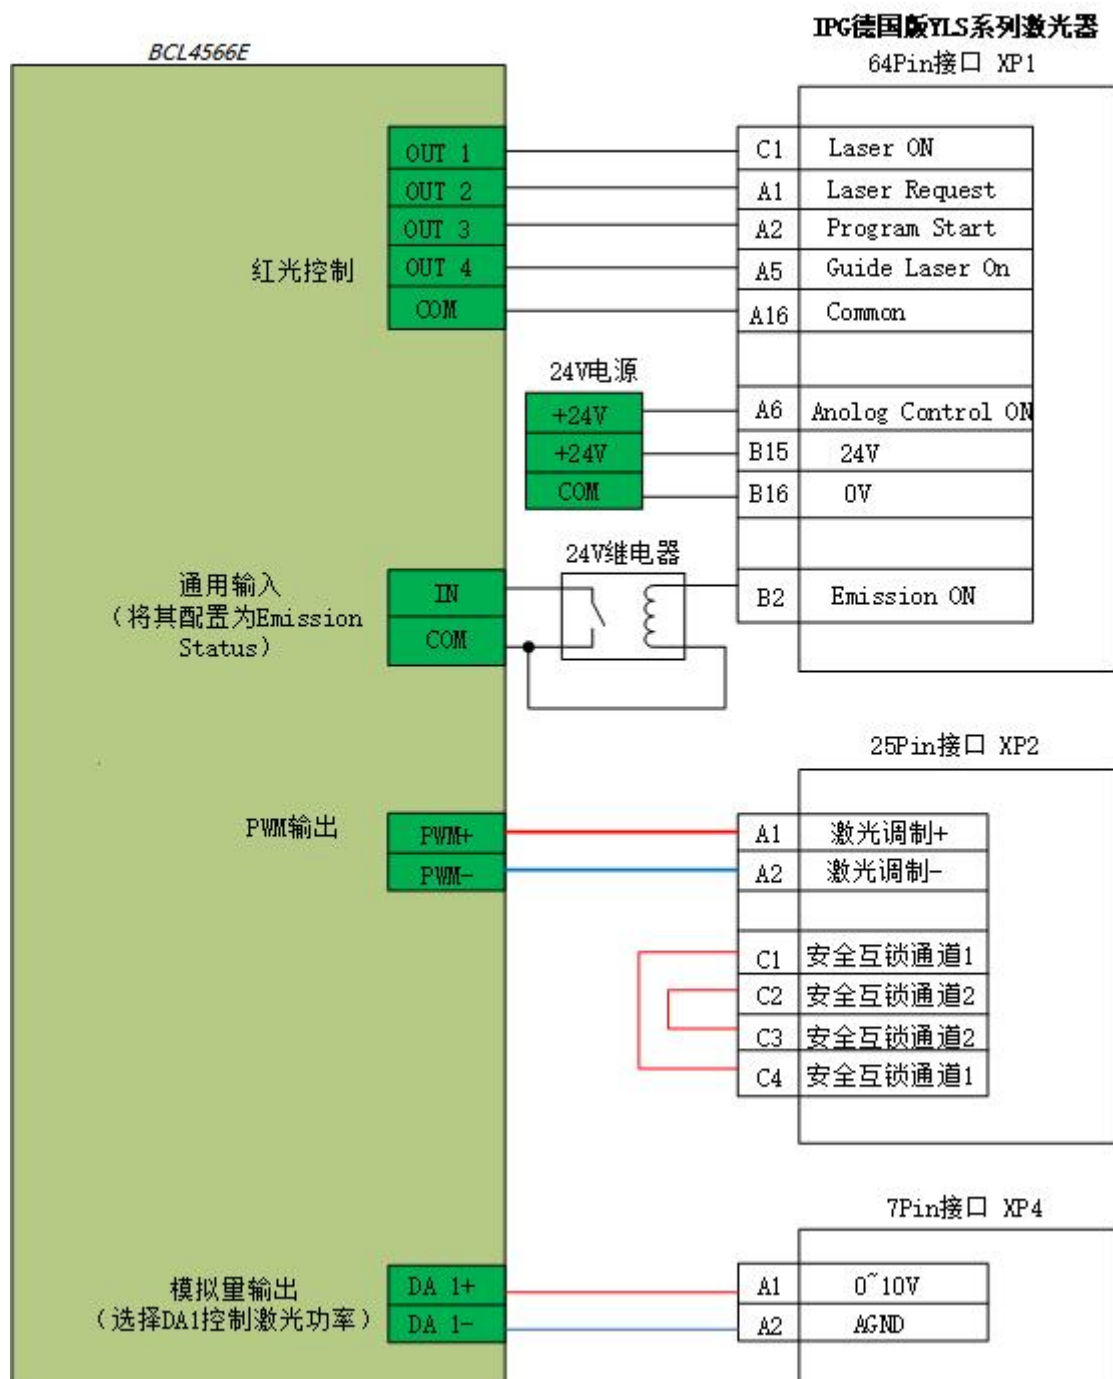 IPG德国版YLS系列激光器
BCL4566E
64Pin接口 XP1
OUT 1
C1
Laser ON
OUT 2
A1
Laser Request
OUT 3
A2
Program Start
红光控制
OUT 4
A5
Guide Laser On
COM
A16
Common
24V电源
+24V
A6
Anolog Control ON
+24V
B15
24V
COM
B16
0V
24V继电器
通用输入
(将其配置为Emission
Status)
IN
COM
B2
Emission ON
25Pin接口 XP2
PWM输出
PWM+
A1
激光调制+
PWM-
A2
激光调制-
C1
安全互锁通道1
C2
安全互锁通道2
C3
安全互锁通道2
C4
安全互锁通道1
7Pin接口 XP4
模拟量输出
(选择DA1控制激光功率)
DA 1+
A1
0~10V
DA 1-
A2
AGND